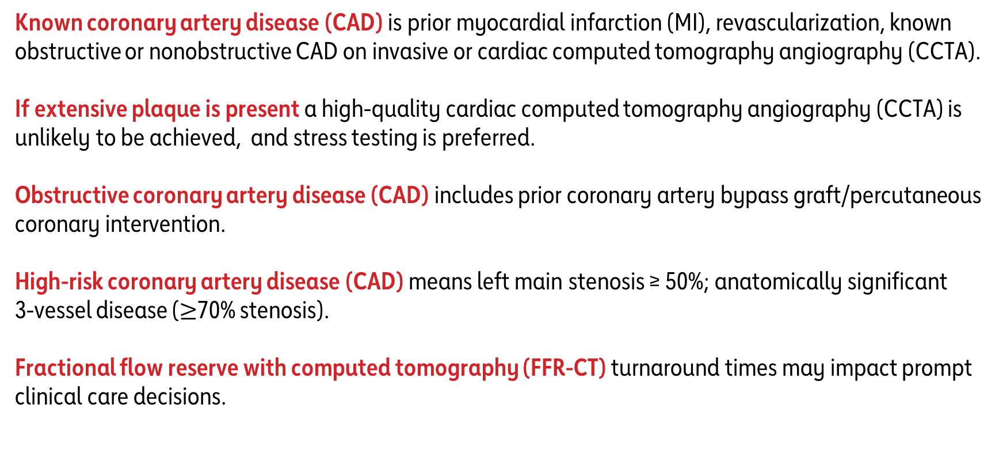 Known coronary artery disease (CAD) is prior myocardial infarction (MI), revascularization, known
obstructive or nonobstructive CAD on invasive or cardiac computed tomography angiography (CCTA).
If extensive plaque is present a high-quality cardiac computed tomography angiography (CCTA) is
unlikely to be achieved, and stress testing is preferred.
Obstructive coronary artery disease (CAD) includes prior coronary artery bypass graft/percutaneous
coronary intervention.
High-risk coronary artery disease (CAD) means left main stenosis ≥ 50%; anatomically significant
3-vessel disease (≥70% stenosis).
Fractional flow reserve with computed tomography (FFR-CT) turnaround times may impact prompt
clinical care decisions.